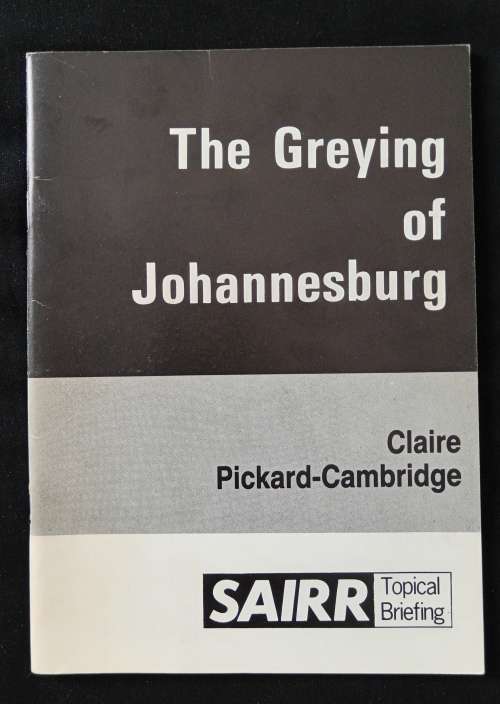 The Greying
of
Johannesburg
Claire
Pickard-Cambridge
SAIRR Topical
Briefing